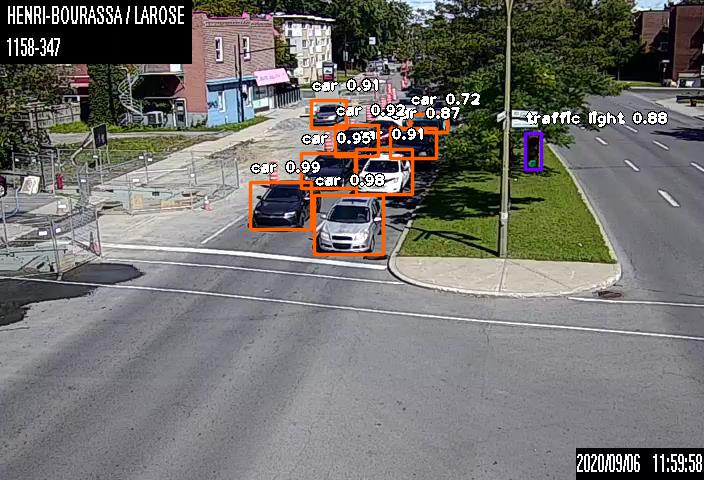 HENRI-BOURASSA / LAROSE
1158-347
car 0.91
car 0.72
car 0.92
0.87
traffic light 0.88
car 0.95
0.91
car 0.99
car 0.98
2020/09/06 11:59:58